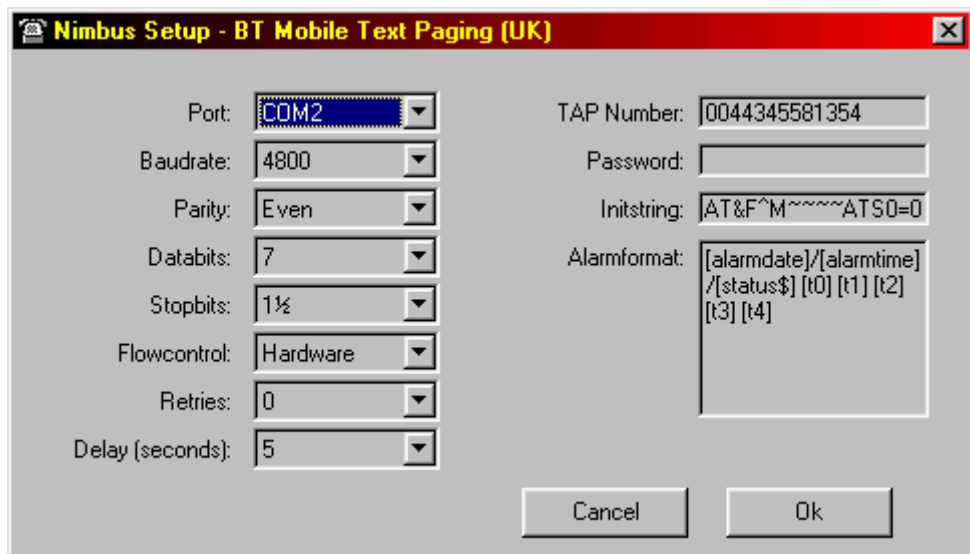 Nimbus Setup - BT Mobile Text Paging (UK)
Port: COM2
Baudrate: 4800
Parity: Even
Databits: 7
Stopbits: 1½
Flowcontrol: Hardware
Retries: 0
Delay (seconds): 5
TAP Number: 0044345581354
Password:
Initstring: AT&F^M~~~~ATS0=0
Alarmformat: [alarmdate]/[alarmtime]
/[status$] [t0] [t1] [t2]
[t3] [t4]
Cancel
Ok